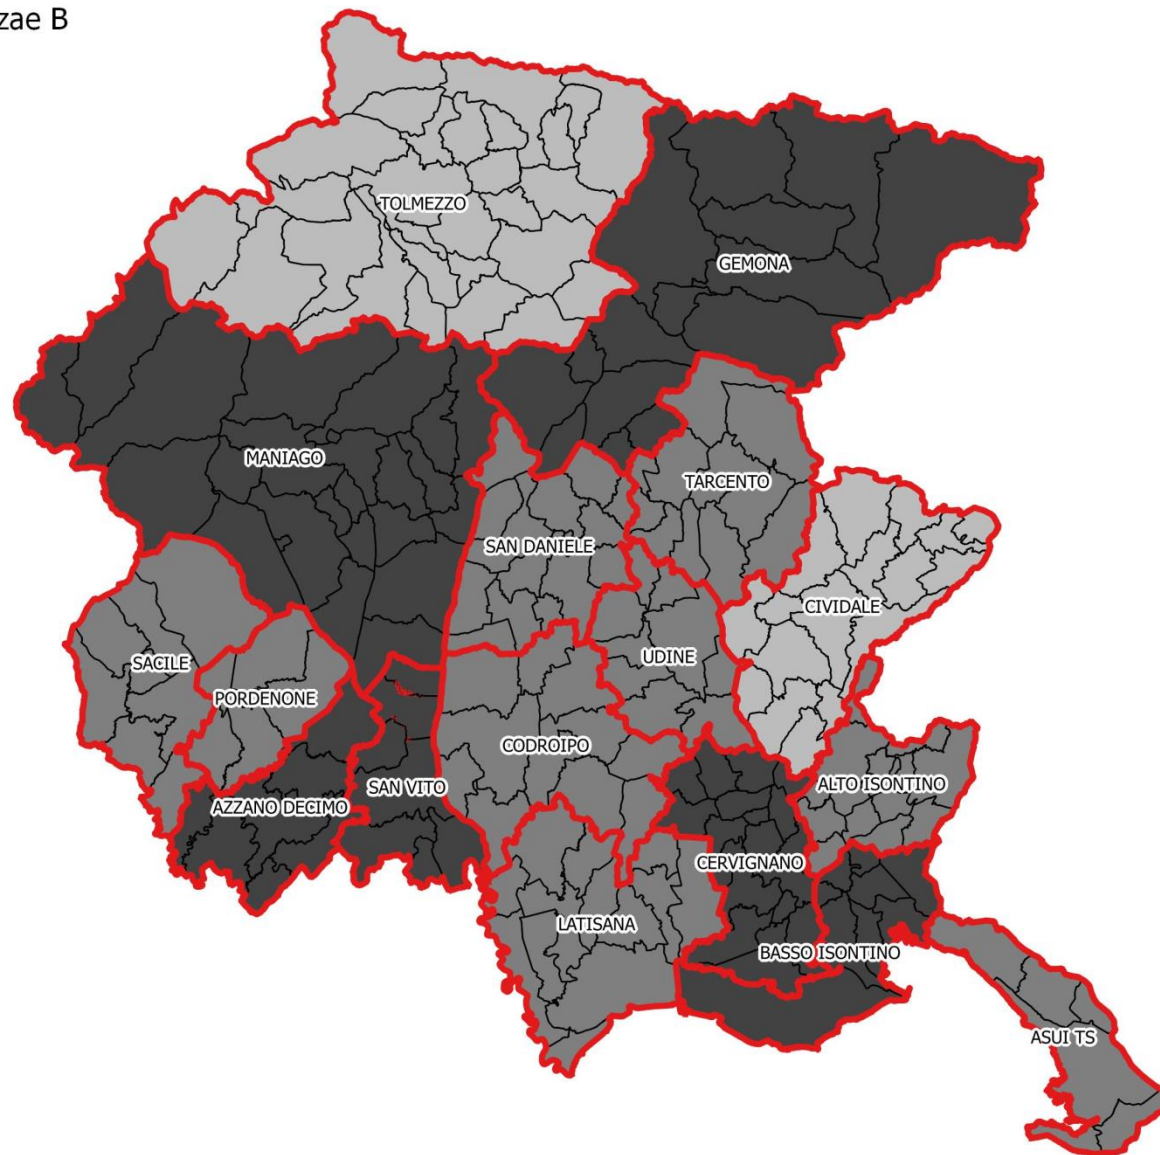 zae B
TOLMEZZO
GEMONA
MANIAGO
TARCENTO
SAN DANIELE
CIVIDALE
UDINE
SACILE
PORDENONE
CODROIPO
ALTO ISONTINO
SAN VITO
AZZANO DECIMO
CERVIGNANO
LATISANA
BASSO ISONTINO
ASUI TS